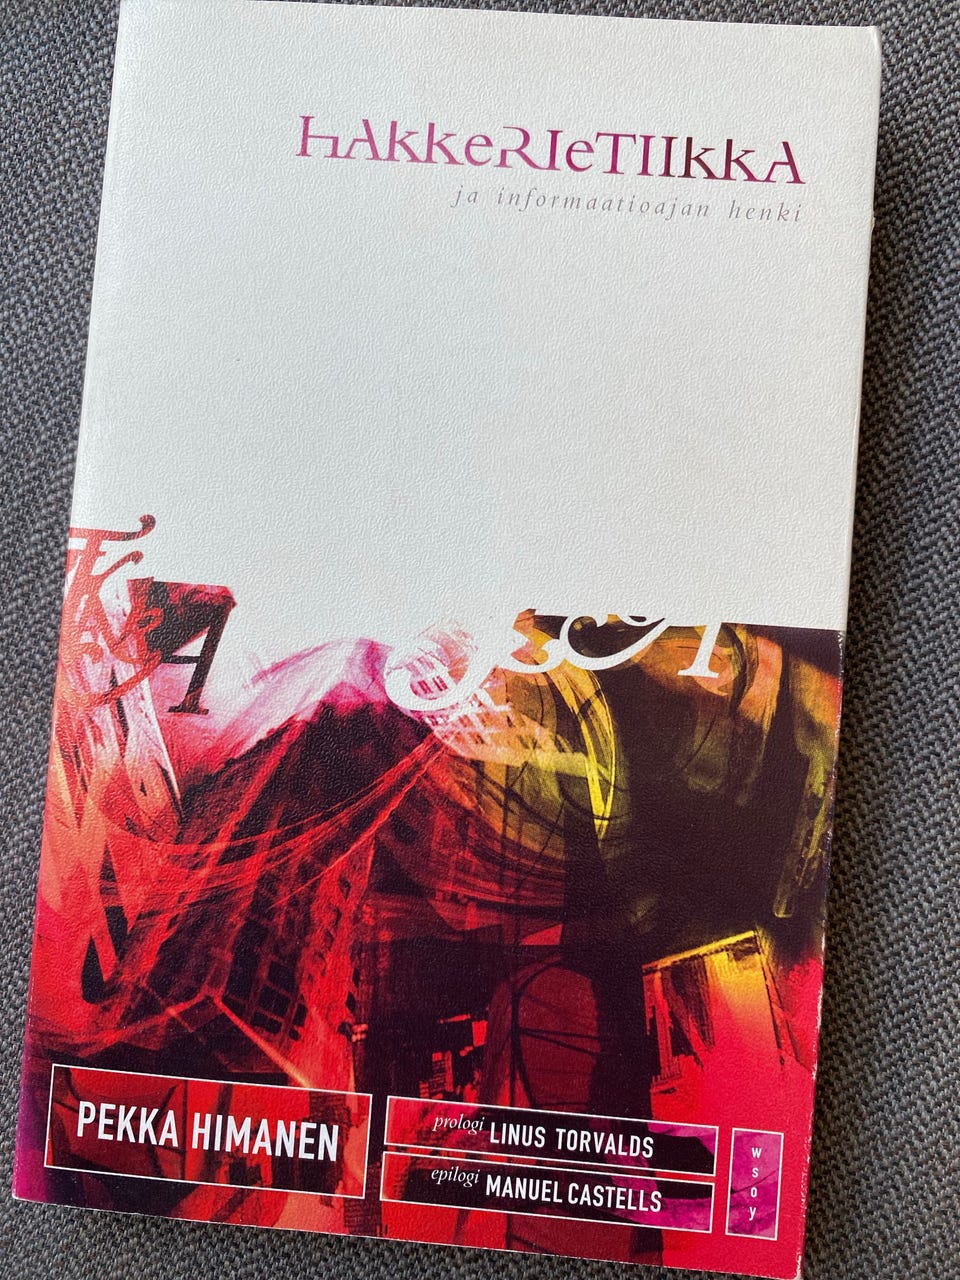 HAKKERIETIIKKA
ja informaatioajan henki
PEKKA HIMANEN
prologi LINUS TORVALDS
epilogi MANUEL CASTELLS
wsoy